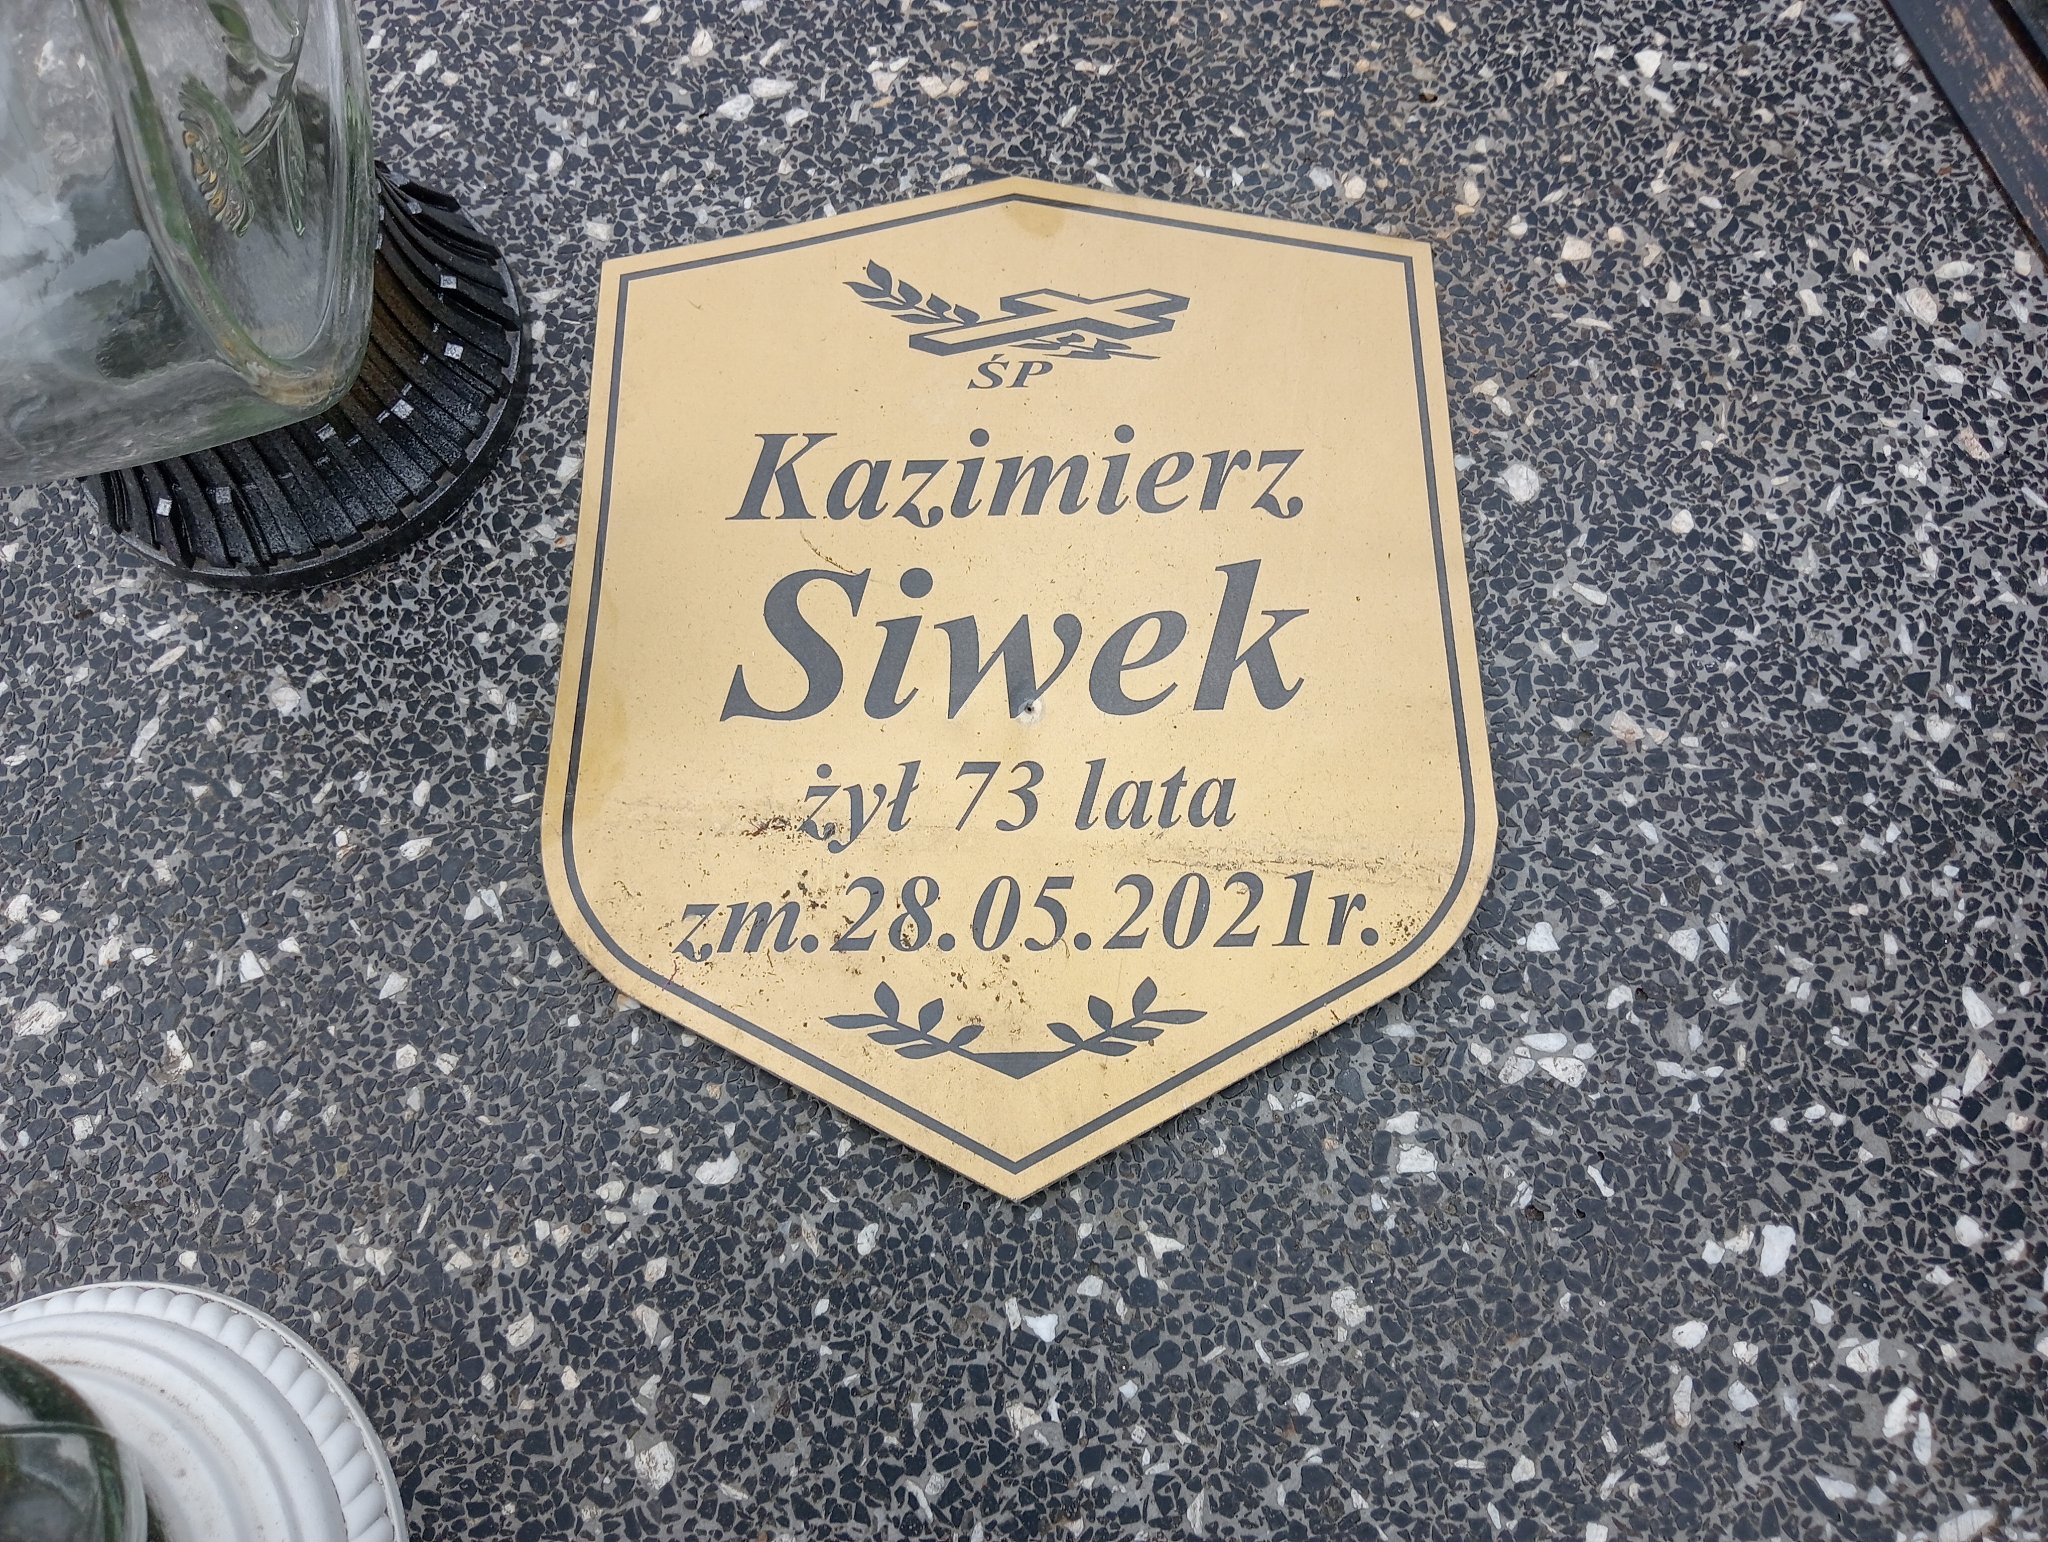 ŚP
Kazimierz
Siwek
żył 73 lata
zm. 28.05.2021r.